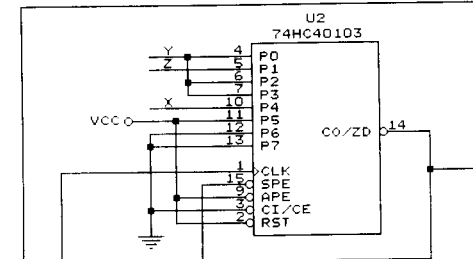 U2
74HC40103
Y 4 P0
Z 5 P1
6 P2
7 P3
X 10 P4
VCC 11 P5
12 P6
13 P7
CO/ZD 14
1 CLK
15 SPE
9 APE
3 CI/CE
2 RST